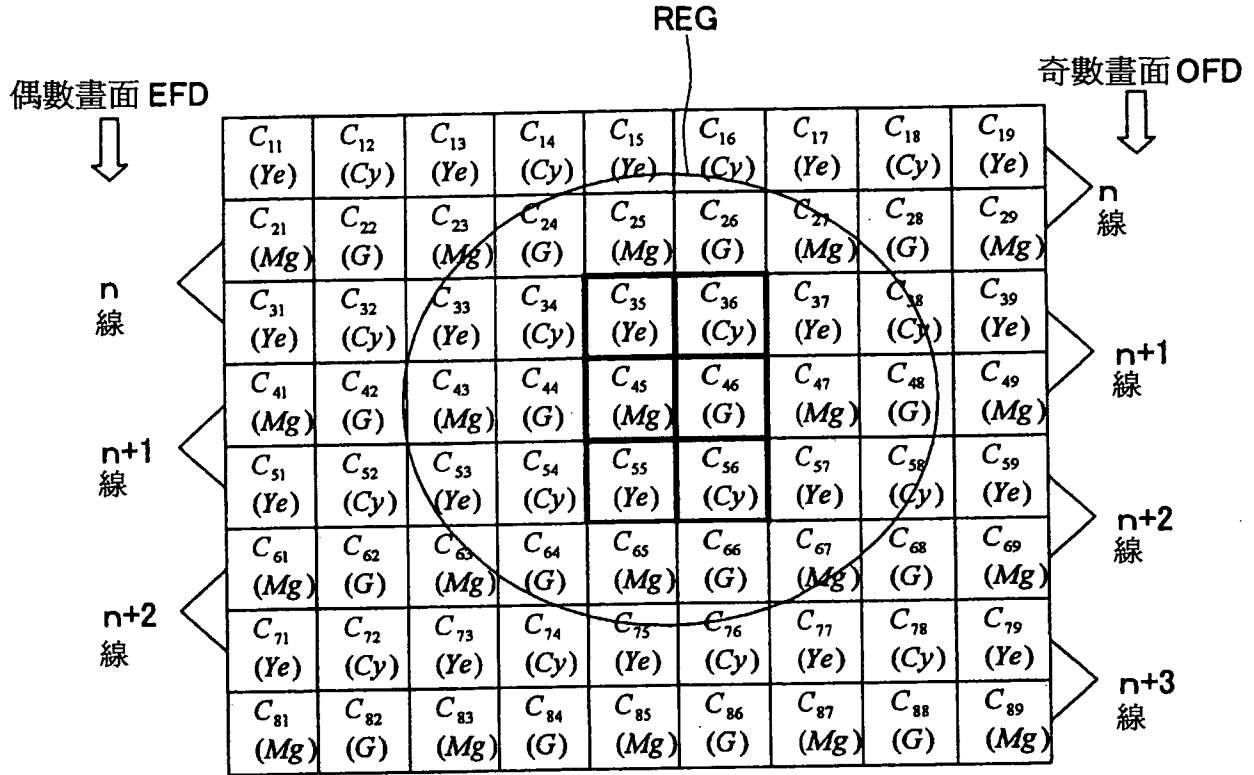 REG
偶數畫面 EFD
奇數畫面 OFD
C₁₁ C₁₂ C₁₃ C₁₄ C₁₅ C₁₆ C₁₇ C₁₈ C₁₉
(Ye) (Cy) (Ye) (Cy) (Ye) (Cy) (Ye) (Cy) (Ye)
C₂₁ C₂₂ C₂₃ C₂₄ C₂₅ C₂₆ C₂₇ C₂₈ C₂₉
(Mg) (G) (Mg) (G) (Mg) (G) (Mg) (G) (Mg)
C₃₁ C₃₂ C₃₃ C₃₄ C₃₅ C₃₆ C₃₇ C₃₈ C₃₉
(Ye) (Cy) (Ye) (Cy) (Ye) (Cy) (Ye) (Cy) (Ye)
C₄₁ C₄₂ C₄₃ C₄₄ C₄₅ C₄₆ C₄₇ C₄₈ C₄₉
(Mg) (G) (Mg) (G) (Mg) (G) (Mg) (G) (Mg)
C₅₁ C₅₂ C₅₃ C₅₄ C₅₅ C₅₆ C₅₇ C₅₈ C₅₉
(Ye) (Cy) (Ye) (Cy) (Ye) (Cy) (Ye) (Cy) (Ye)
C₆₁ C₆₂ C₆₃ C₆₄ C₆₅ C₆₆ C₆₇ C₆₈ C₆₉
(Mg) (G) (Mg) (G) (Mg) (G) (Mg) (G) (Mg)
C₇₁ C₇₂ C₇₃ C₇₄ C₇₅ C₇₆ C₇₇ C₇₈ C₇₉
(Ye) (Cy) (Ye) (Cy) (Ye) (Cy) (Ye) (Cy) (Ye)
C₈₁ C₈₂ C₈₃ C₈₄ C₈₅ C₈₆ C₈₇ C₈₈ C₈₉
(Mg) (G) (Mg) (G) (Mg) (G) (Mg) (G) (Mg)
n
線
n+1
線
n+2
線
n
線
n+1
線
n+2
線
n+3
線